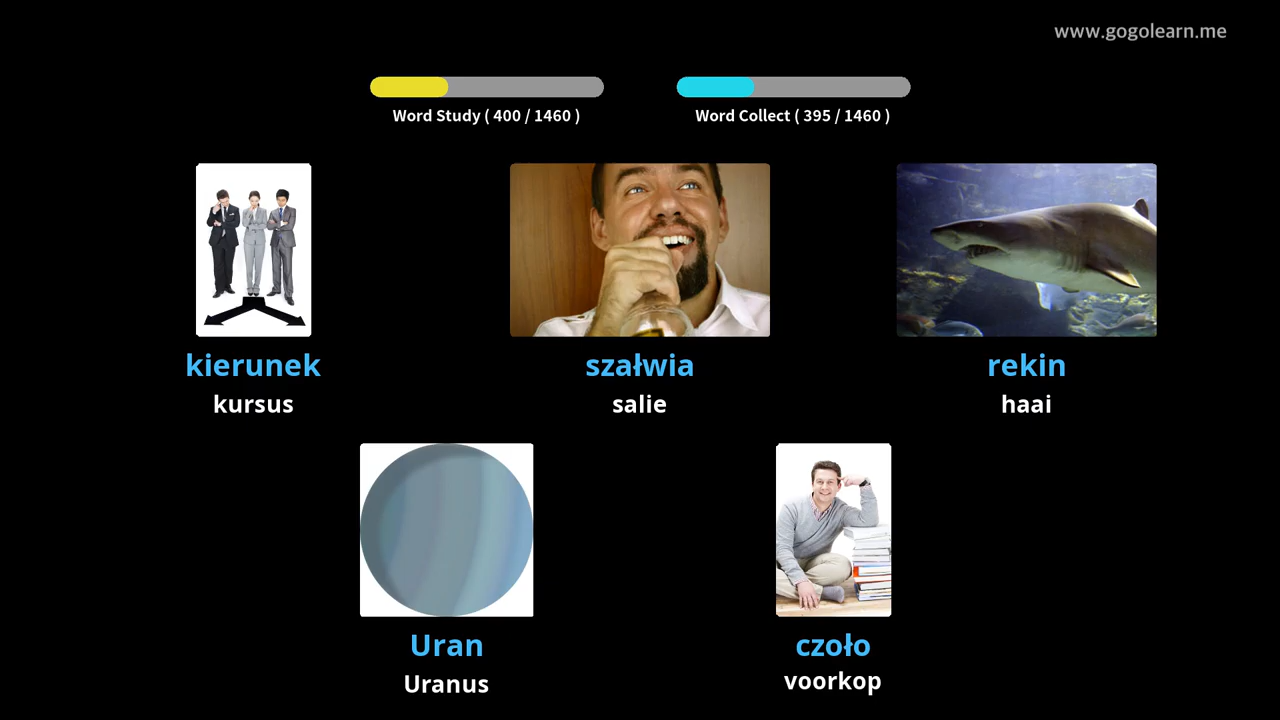 www.gogolearn.me
Word Study ( 400 / 1460 )
Word Collect ( 395 / 1460 )
kierunek
kursus
szałwia
salie
rekin
haai
Uran
Uranus
czoło
voorkop